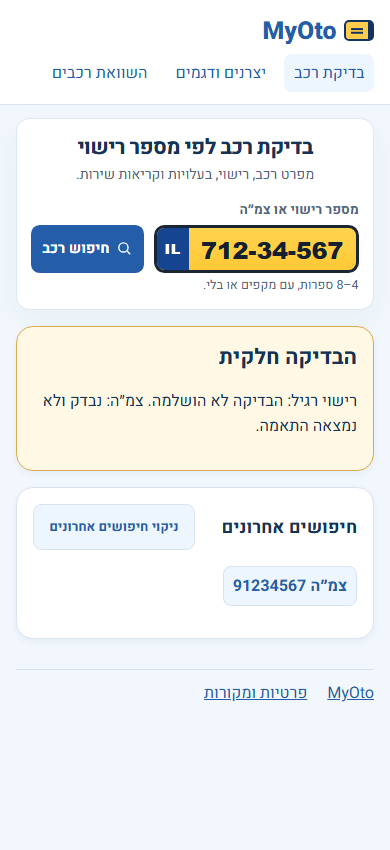 MyOto
בדיקת רכב
יצרנים ודגמים
השוואת רכבים
בדיקת רכב לפי מספר רישוי
מפרט רכב, רישוי, בעלויות וקריאות שירות.
מספר רישוי או צמ״ה
712-34-567
IL
חיפוש רכב
4–8 ספרות, עם מקפים או בלי.
הבדיקה חלקית
רישוי רגיל: הבדיקה לא הושלמה. צמ״ה: נבדק ולא
נמצאה התאמה.
חיפושים אחרונים
ניקוי חיפושים אחרונים
צמ״ה 91234567
MyOto
פרטיות ומקורות